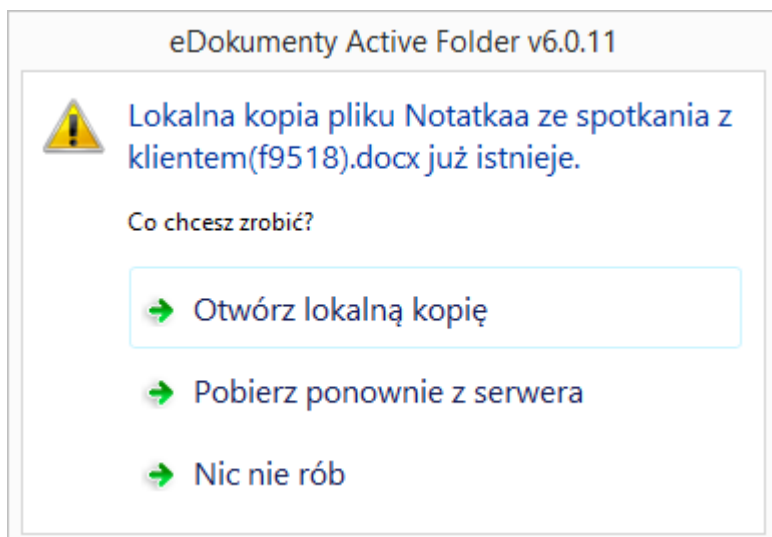 eDokumenty Active Folder v6.0.11
Lokalna kopia pliku Notatkaa ze spotkania z
klientem(f9518).docx już istnieje.
Co chcesz zrobić?
Otwórz lokalną kopię
Pobierz ponownie z serwera
Nic nie rób